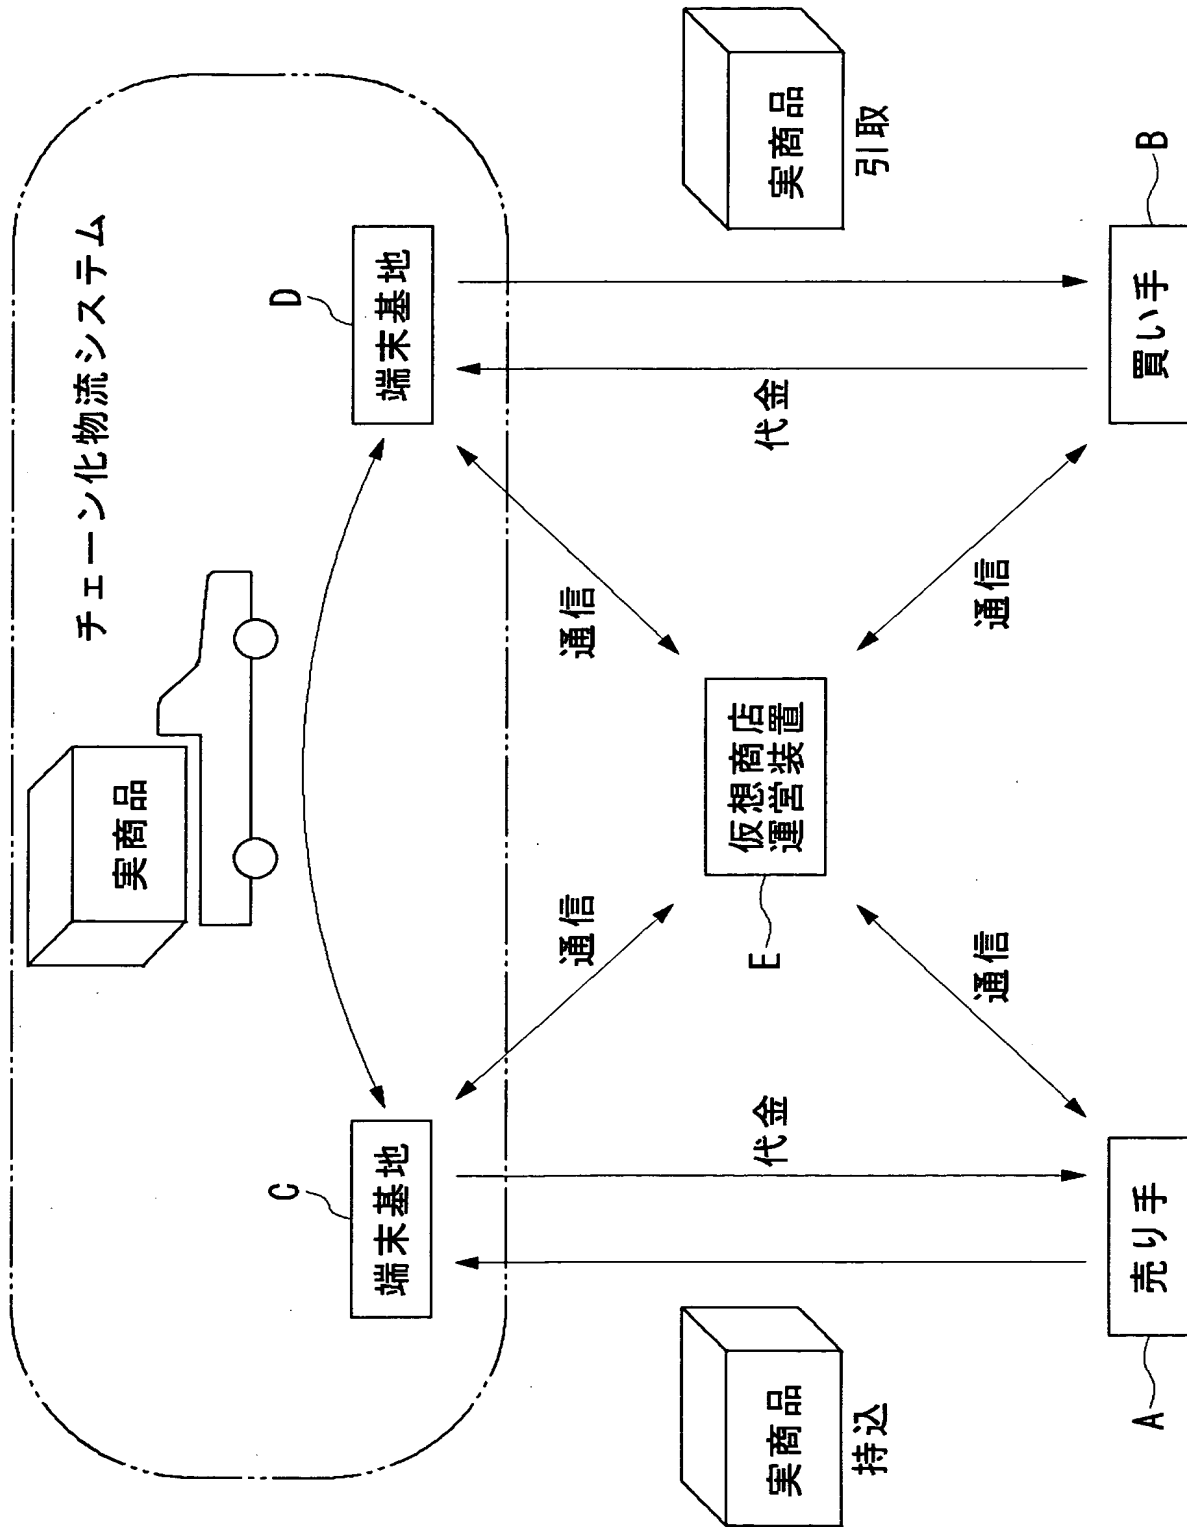 チェーン化物流システム
実商品
C
端末基地
D
端末基地
実商品
持込
代金
通信
通信
代金
実商品
引取
仮想商店
運営装置
E
通信
通信
A
売り手
買い手
B